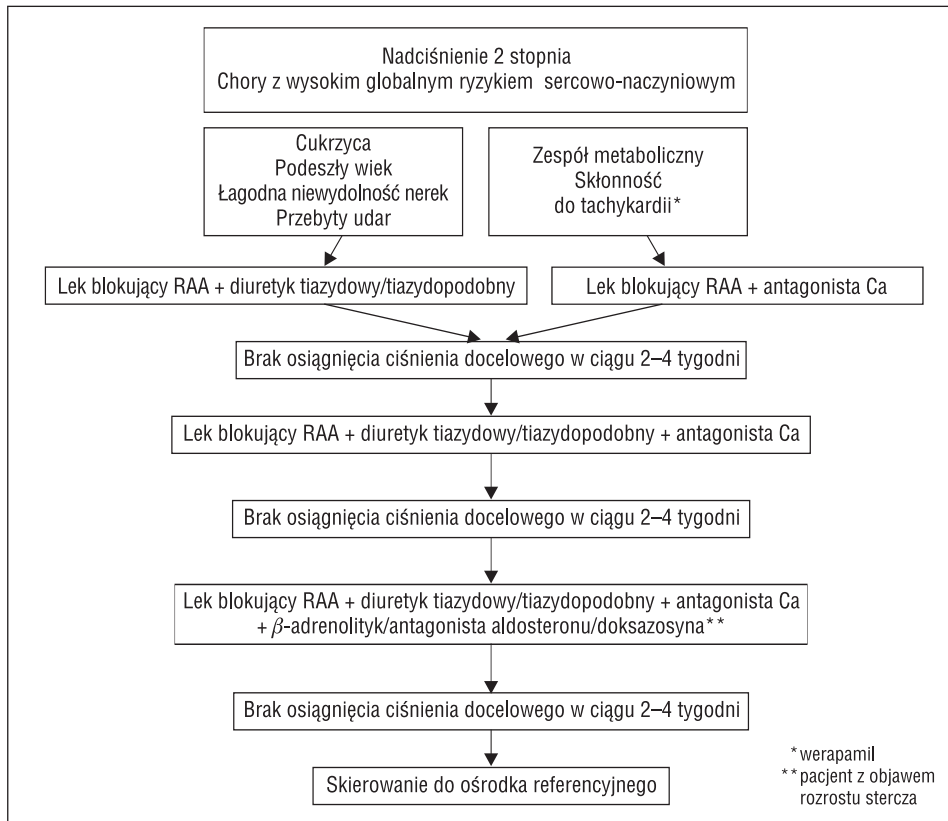 Nadciśnienie 2 stopnia
Chory z wysokim globalnym ryzykiem sercowo-naczyniowym
Cukrzyca
Podeszły wiek
Łagodna niewydolność nerek
Przebyty udar
Zespół metaboliczny
Skłonność
do tachykardii*
Lek blokujący RAA + diuretyk tiazydowy/tiazydopodobny
Lek blokujący RAA + antagonista Ca
Brak osiągnięcia ciśnienia docelowego w ciągu 2–4 tygodni
Lek blokujący RAA + diuretyk tiazydowy/tiazydopodobny + antagonista Ca
Brak osiągnięcia ciśnienia docelowego w ciągu 2–4 tygodni
Lek blokujący RAA + diuretyk tiazydowy/tiazydopodobny + antagonista Ca
+ β-adrenolityk/antagonista aldosteronu/doksazosyna**
Brak osiągnięcia ciśnienia docelowego w ciągu 2–4 tygodni
Skierowanie do ośrodka referencyjnego
*werapamil
**pacjent z objawem
rozrostu stercza